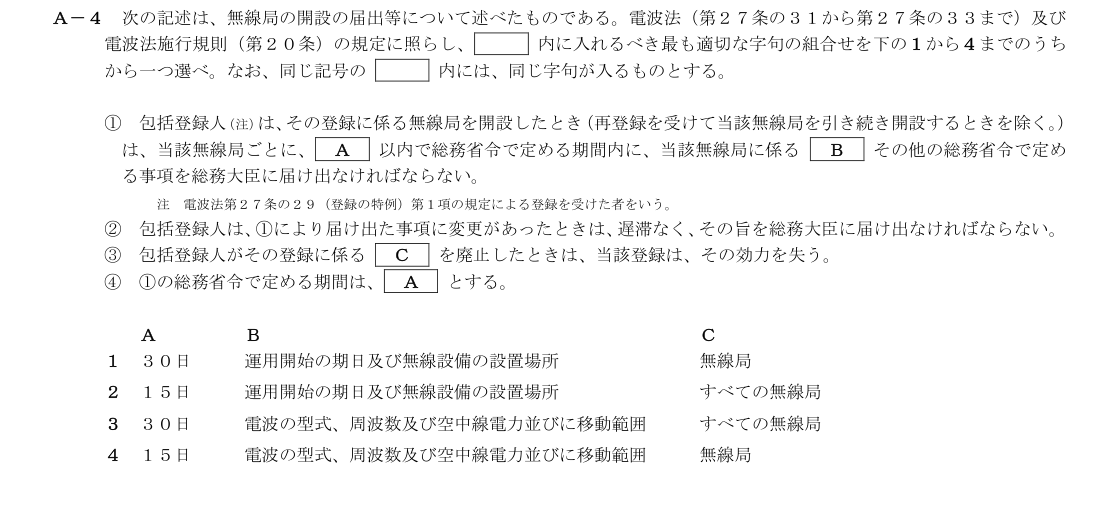 A－4　次の記述は、無線局の開設の届出等について述べたものである。電波法（第２７条の３１から第２７条の３３まで）及び
電波法施行規則（第２０条）の規定に照らし、　　　内に入れるべき最も適切な字句の組合せを下の1から4までのうち
から一つ選べ。なお、同じ記号の　　　内には、同じ字句が入るものとする。
①　包括登録人（注）は、その登録に係る無線局を開設したとき（再登録を受けて当該無線局を引き続き開設するときを除く。）
は、当該無線局ごとに、 A 以内で総務省令で定める期間内に、当該無線局に係る B その他の総務省令で定め
る事項を総務大臣に届け出なければならない。
注　電波法第２７条の２９（登録の特例）第１項の規定による登録を受けた者をいう。
②　包括登録人は、①により届け出た事項に変更があったときは、遅滞なく、その旨を総務大臣に届け出なければならない。
③　包括登録人がその登録に係る C を廃止したときは、当該登録は、その効力を失う。
④　①の総務省令で定める期間は、 A とする。
A　B　C
1　３０日　運用開始の期日及び無線設備の設置場所　無線局
2　１５日　運用開始の期日及び無線設備の設置場所　すべての無線局
3　３０日　電波の型式、周波数及び空中線電力並びに移動範囲　すべての無線局
4　１５日　電波の型式、周波数及び空中線電力並びに移動範囲　無線局